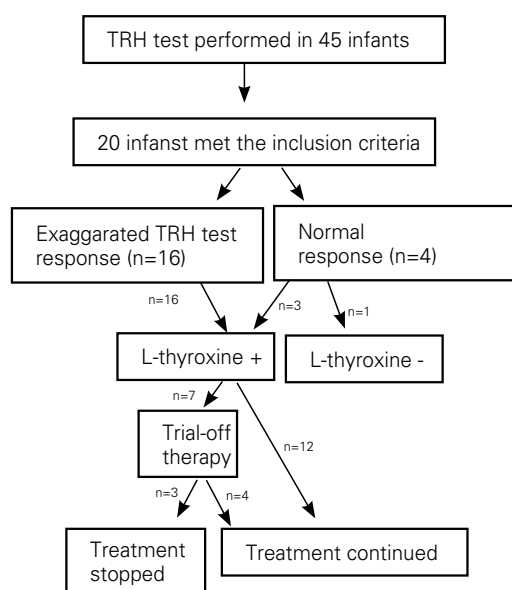 TRH test performed in 45 infants
20 infanst met the inclusion criteria
Exaggarated TRH test
response (n=16)
Normal
response (n=4)
n=16
n=3
n=1
L-thyroxine +
L-thyroxine -
n=7
Trial-off
therapy
n=12
n=3
n=4
Treatment
stopped
Treatment continued